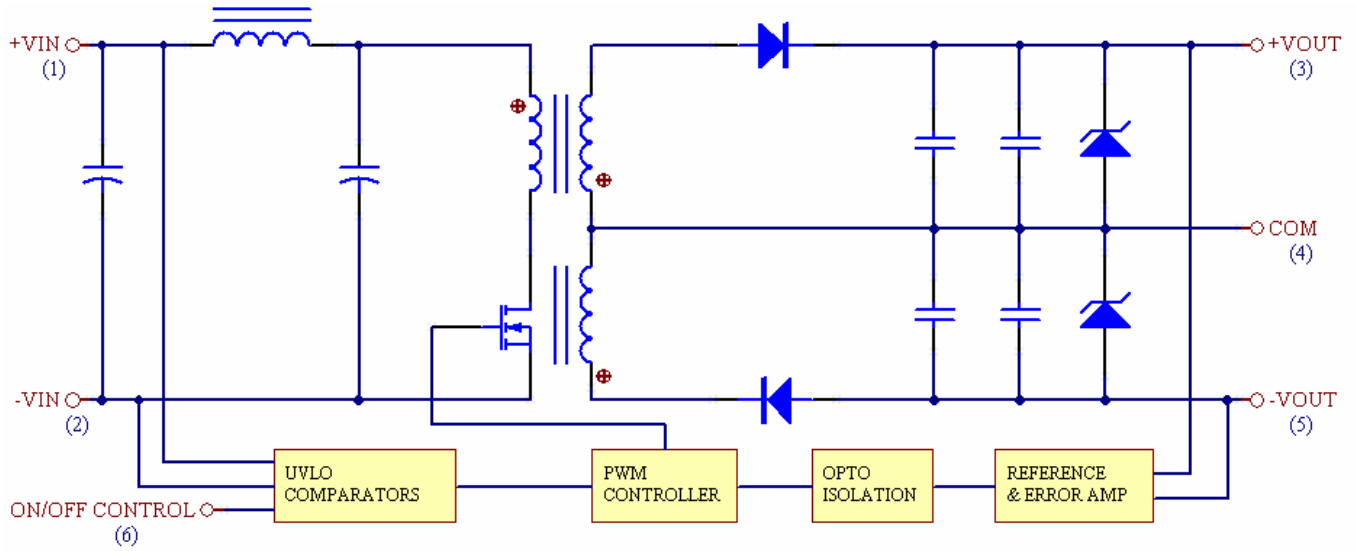 +VIN
(1)
+VOUT
(3)
COM
(4)
-VIN
(2)
-VOUT
(5)
UVLO
COMPARATORS
PWM
CONTROLLER
OPTO
ISOLATION
REFERENCE
& ERROR AMP
ON/OFF CONTROL
(6)